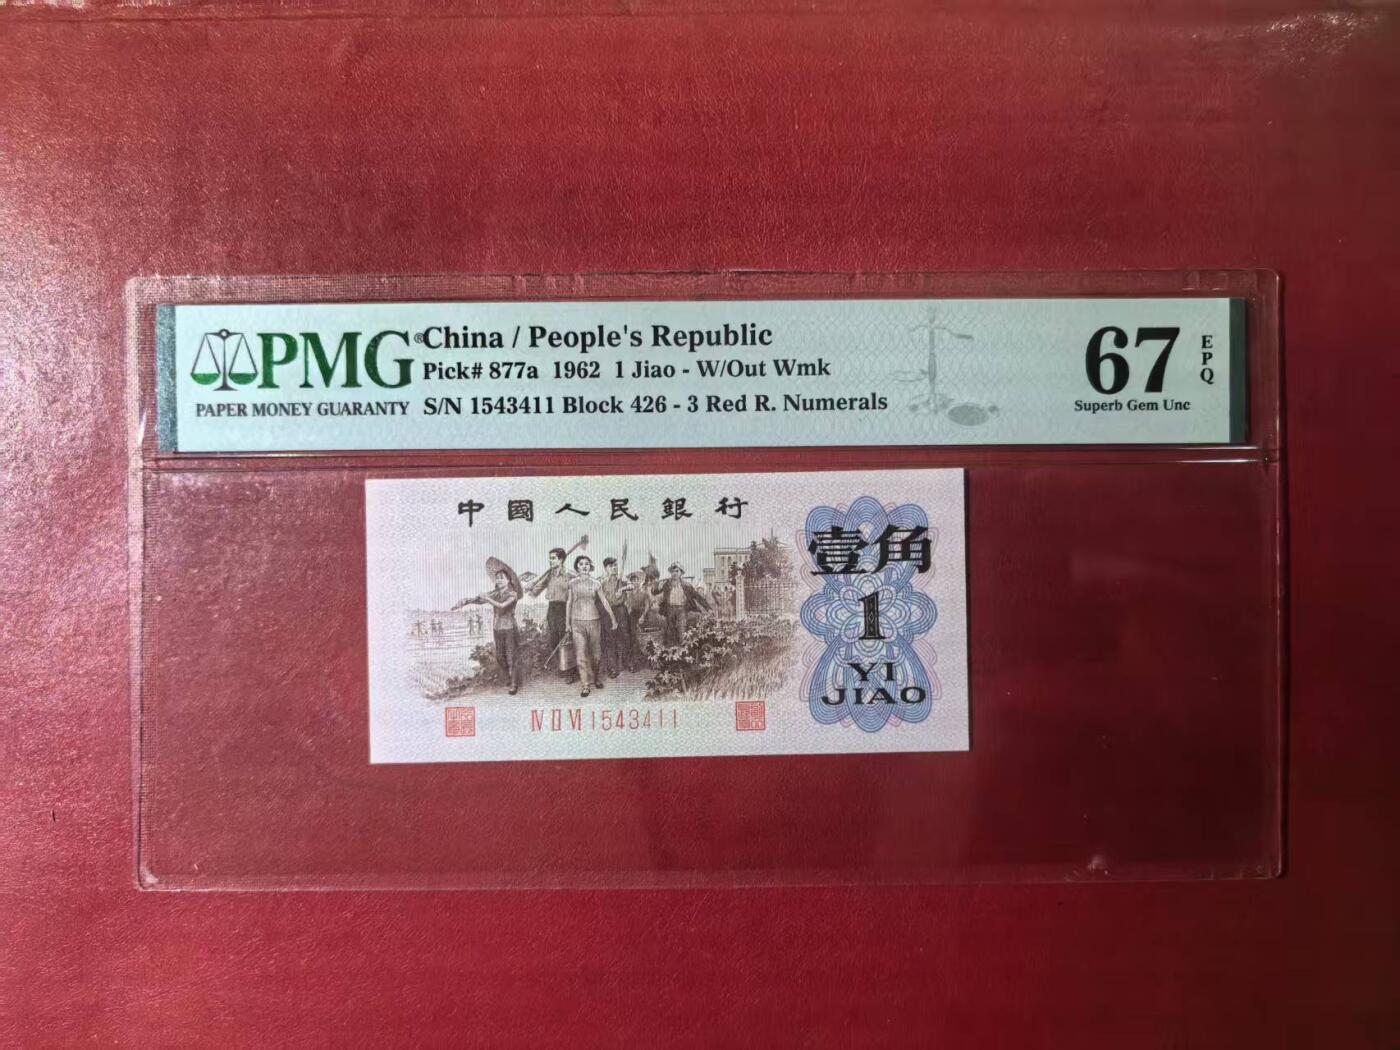 PMG®
PAPER MONEY GUARANTY
China / People's Republic
Pick# 877a 1962 1 Jiao - W/Out Wmk
S/N 1543411 Block 426 - 3 Red R. Numerals
67
EPQ
Superb Gem Unc
中國人民銀行
壹角
1
YI
JIAO
IV II VI 1543411